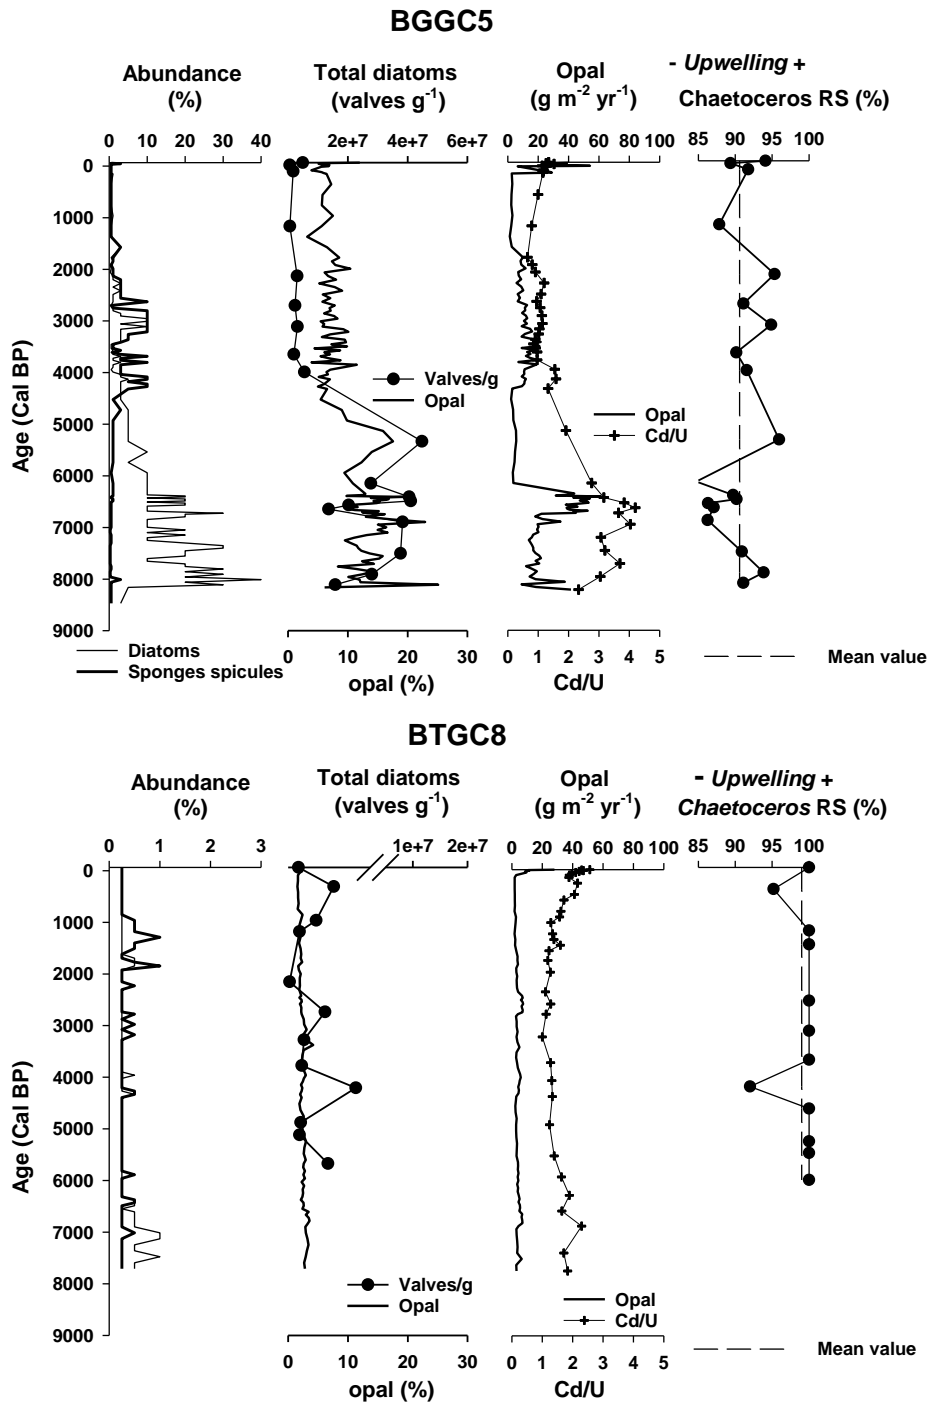 BGGC5
Abundance (%)
Total diatoms (valves g-1)
Opal (g m-2 yr-1)
- Upwelling +
Chaetoceros RS (%)
0 10 20 30 40
2e+7 6e+7
0 20 40 60 80 100
85 90 95 100
Age (Cal BP)
0
1000
2000
3000
4000
5000
6000
7000
8000
9000
Valves/g
Opal
Opal
Cd/U
Diatoms
Sponges spicules
0 10 20 30
opal (%)
0 1 2 3 4 5
Cd/U
Mean value
BTGC8
Abundance (%)
Total diatoms (valves g-1)
Opal (g m-2 yr-1)
- Upwelling +
Chaetoceros RS (%)
0 1 2 3
1e+7 2e+7
0 20 40 60 80 100
85 90 95 100
Age (Cal BP)
0
1000
2000
3000
4000
5000
6000
7000
8000
9000
Valves/g
Opal
Opal
Cd/U
Mean value
0 10 20 30
opal (%)
0 1 2 3 4 5
Cd/U